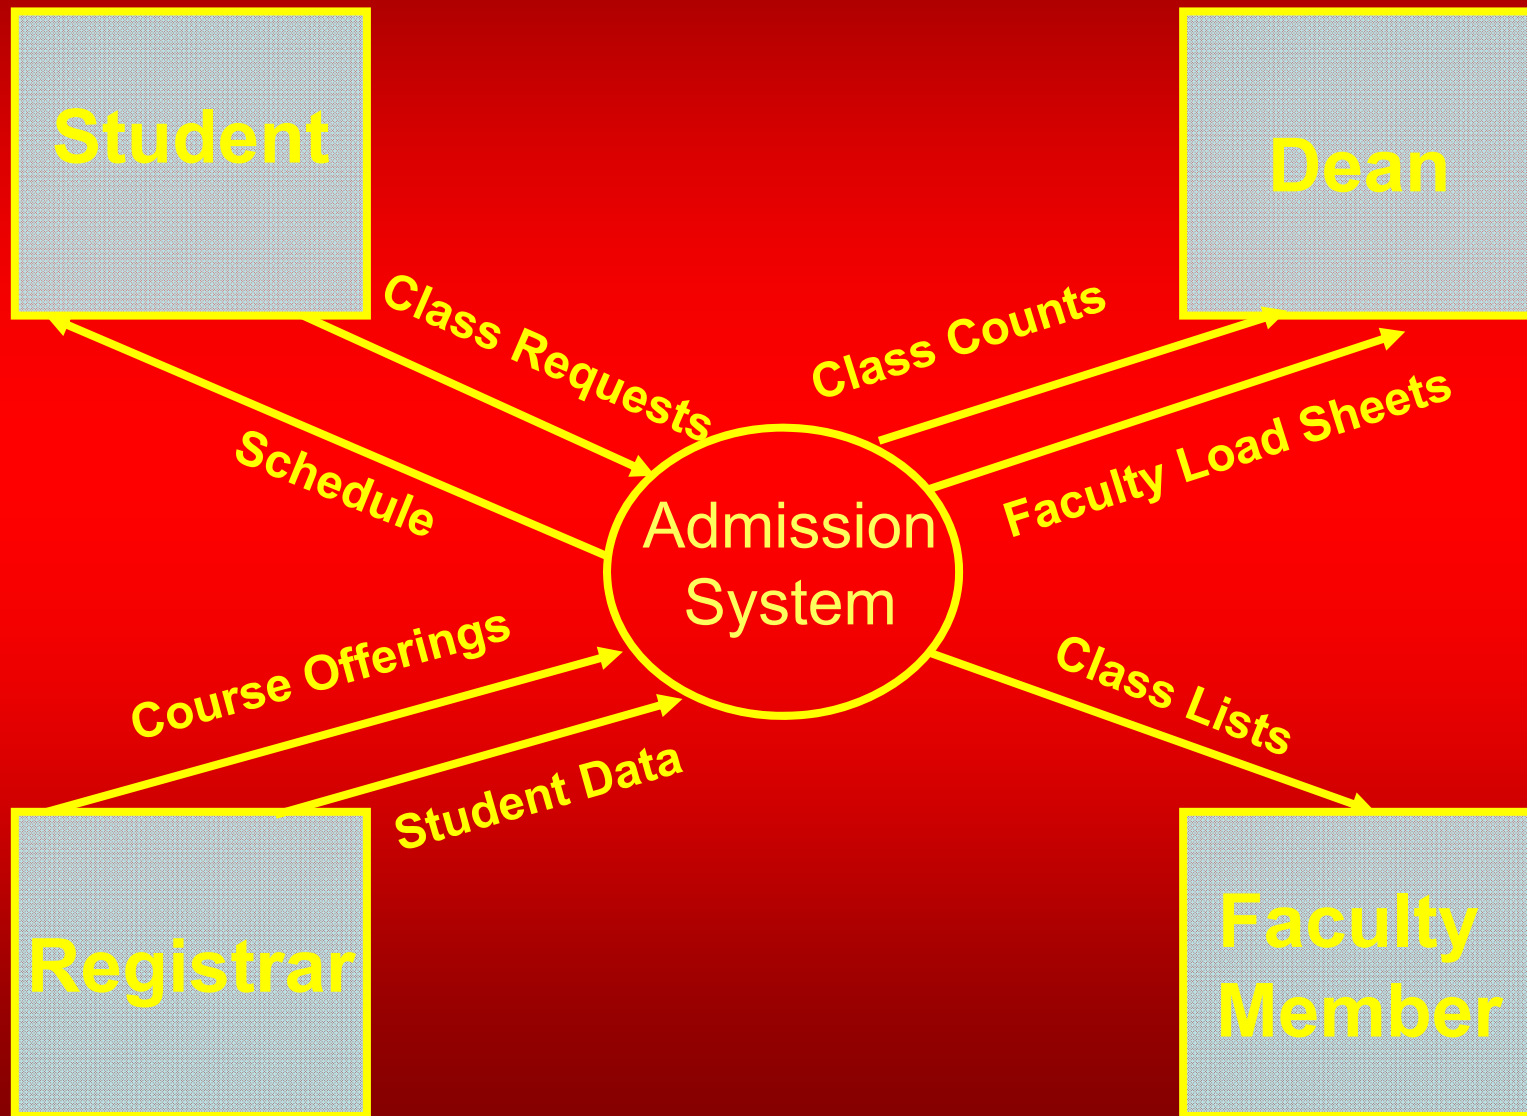 Student
Dean
Class Requests
Class Counts
Schedule
Faculty Load Sheets
Admission
System
Course Offerings
Class Lists
Student Data
Registrar
Faculty
Member